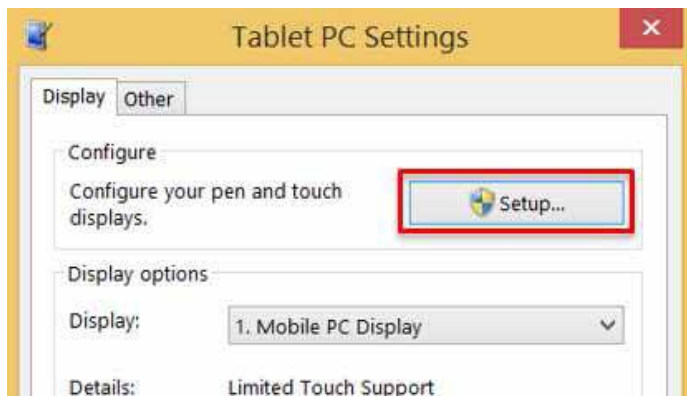 Tablet PC Settings
Display Other
Configure
Configure your pen and touch
displays.
Setup...
Display options
Display: 1. Mobile PC Display
Details: Limited Touch Support